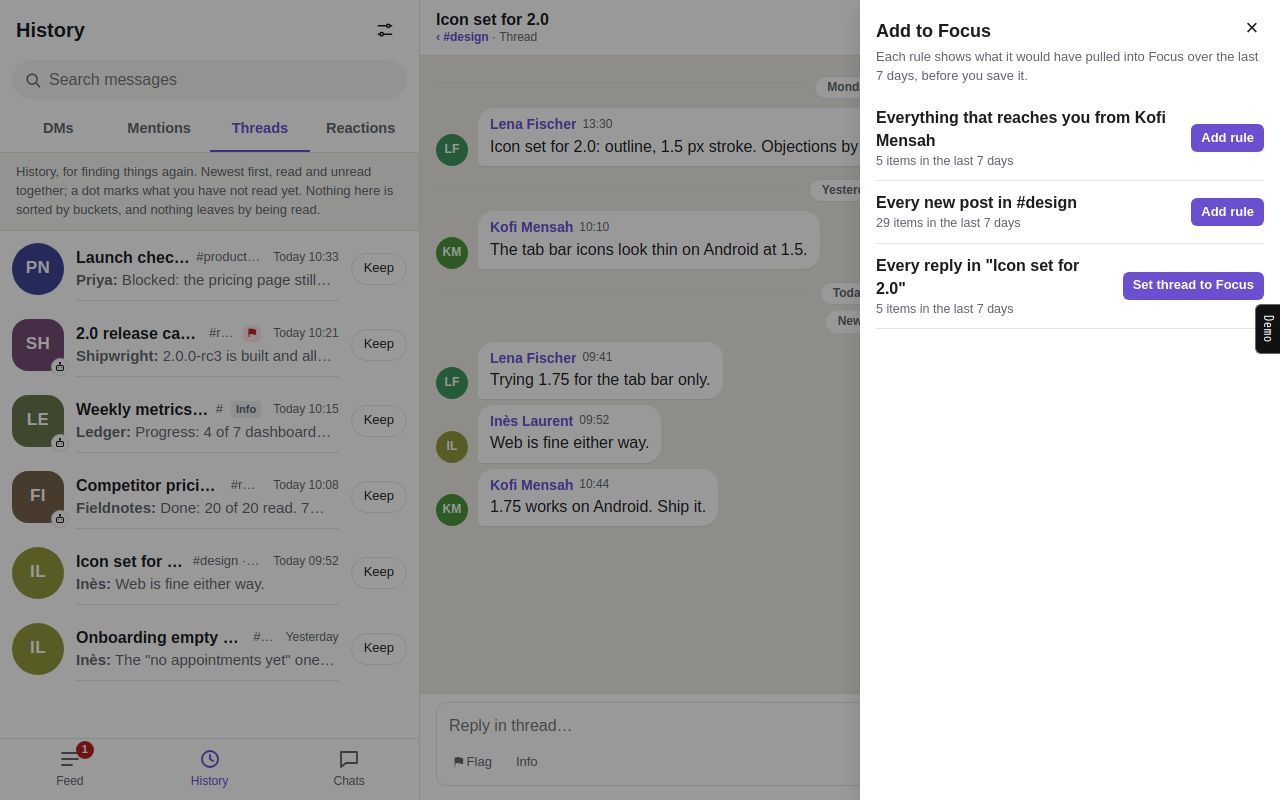 History
Search messages
DMs
Mentions
Threads
Reactions
History, for finding things again. Newest first, read and unread
together; a dot marks what you have not read yet. Nothing here is
sorted by buckets, and nothing leaves by being read.
PN
Launch chec… #product… Today 10:33
Priya: Blocked: the pricing page still…
Keep
SH
2.0 release ca… #r… Today 10:21
Shipwright: 2.0.0-rc3 is built and all…
Keep
LE
Weekly metrics… # Info Today 10:15
Ledger: Progress: 4 of 7 dashboard…
Keep
FI
Competitor prici… #r… Today 10:08
Fieldnotes: Done: 20 of 20 read. 7…
Keep
IL
Icon set for … #design ·… Today 09:52
Inès: Web is fine either way.
Keep
IL
Onboarding empty … #… Yesterday
Inès: The "no appointments yet" one…
Keep
1
Feed
History
Chats
Icon set for 2.0
‹ #design · Thread
Mond
LF
Lena Fischer 13:30
Icon set for 2.0: outline, 1.5 px stroke. Objections by
Yester
KM
Kofi Mensah 10:10
The tab bar icons look thin on Android at 1.5.
Toda
New
LF
Lena Fischer 09:41
Trying 1.75 for the tab bar only.
IL
Inès Laurent 09:52
Web is fine either way.
KM
Kofi Mensah 10:44
1.75 works on Android. Ship it.
Reply in thread…
Flag
Info
Add to Focus
Each rule shows what it would have pulled into Focus over the last
7 days, before you save it.
Everything that reaches you from Kofi
Mensah
5 items in the last 7 days
Add rule
Every new post in #design
29 items in the last 7 days
Add rule
Every reply in "Icon set for
2.0"
5 items in the last 7 days
Set thread to Focus
Demo